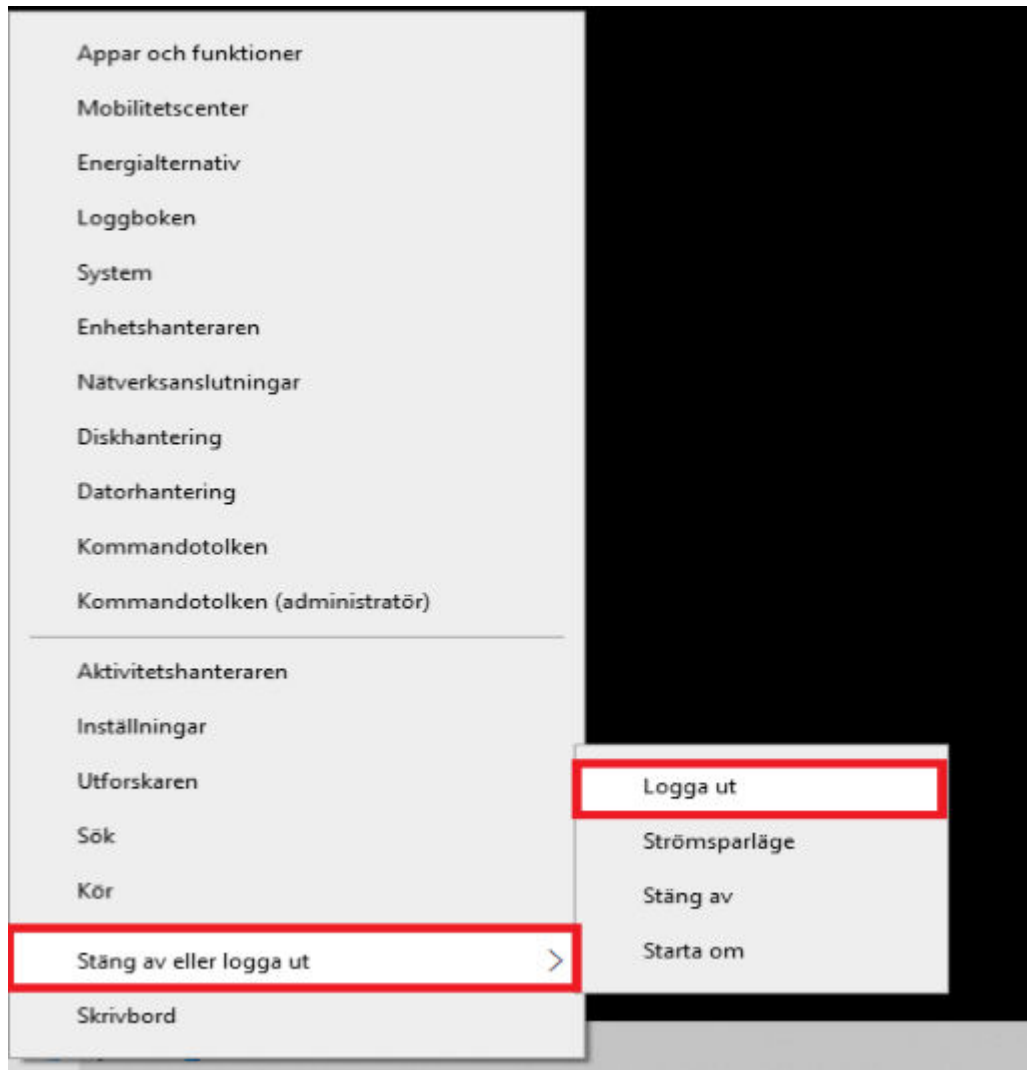 Appar och funktioner
Mobilitetscenter
Energialternativ
Loggboken
System
Enhetshanteraren
Nätverksanslutningar
Diskhantering
Datorhantering
Kommandotolken
Kommandotolken (administratör)
Aktivitetshanteraren
Inställningar
Utforskaren
Sök
Kör
Stäng av eller logga ut
Skrivbord
Logga ut
Strömsparläge
Stäng av
Starta om